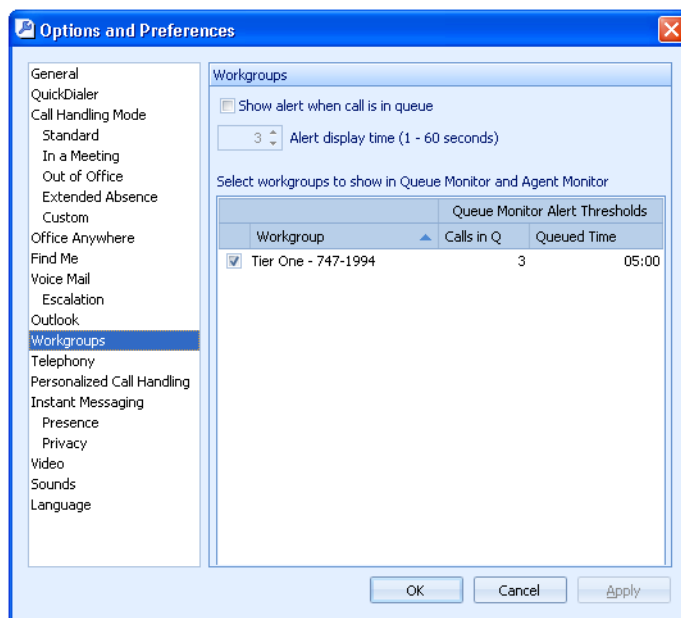 Options and Preferences
General
QuickDialer
Call Handling Mode
Standard
In a Meeting
Out of Office
Extended Absence
Custom
Office Anywhere
Find Me
Voice Mail
Escalation
Outlook
Workgroups
Telephony
Personalized Call Handling
Instant Messaging
Presence
Privacy
Video
Sounds
Language
Workgroups
Show alert when call is in queue
3 Alert display time (1 - 60 seconds)
Select workgroups to show in Queue Monitor and Agent Monitor
Queue Monitor Alert Thresholds
Workgroup Calls in Q Queued Time
Tier One - 747-1994 3 05:00
OK Cancel Apply